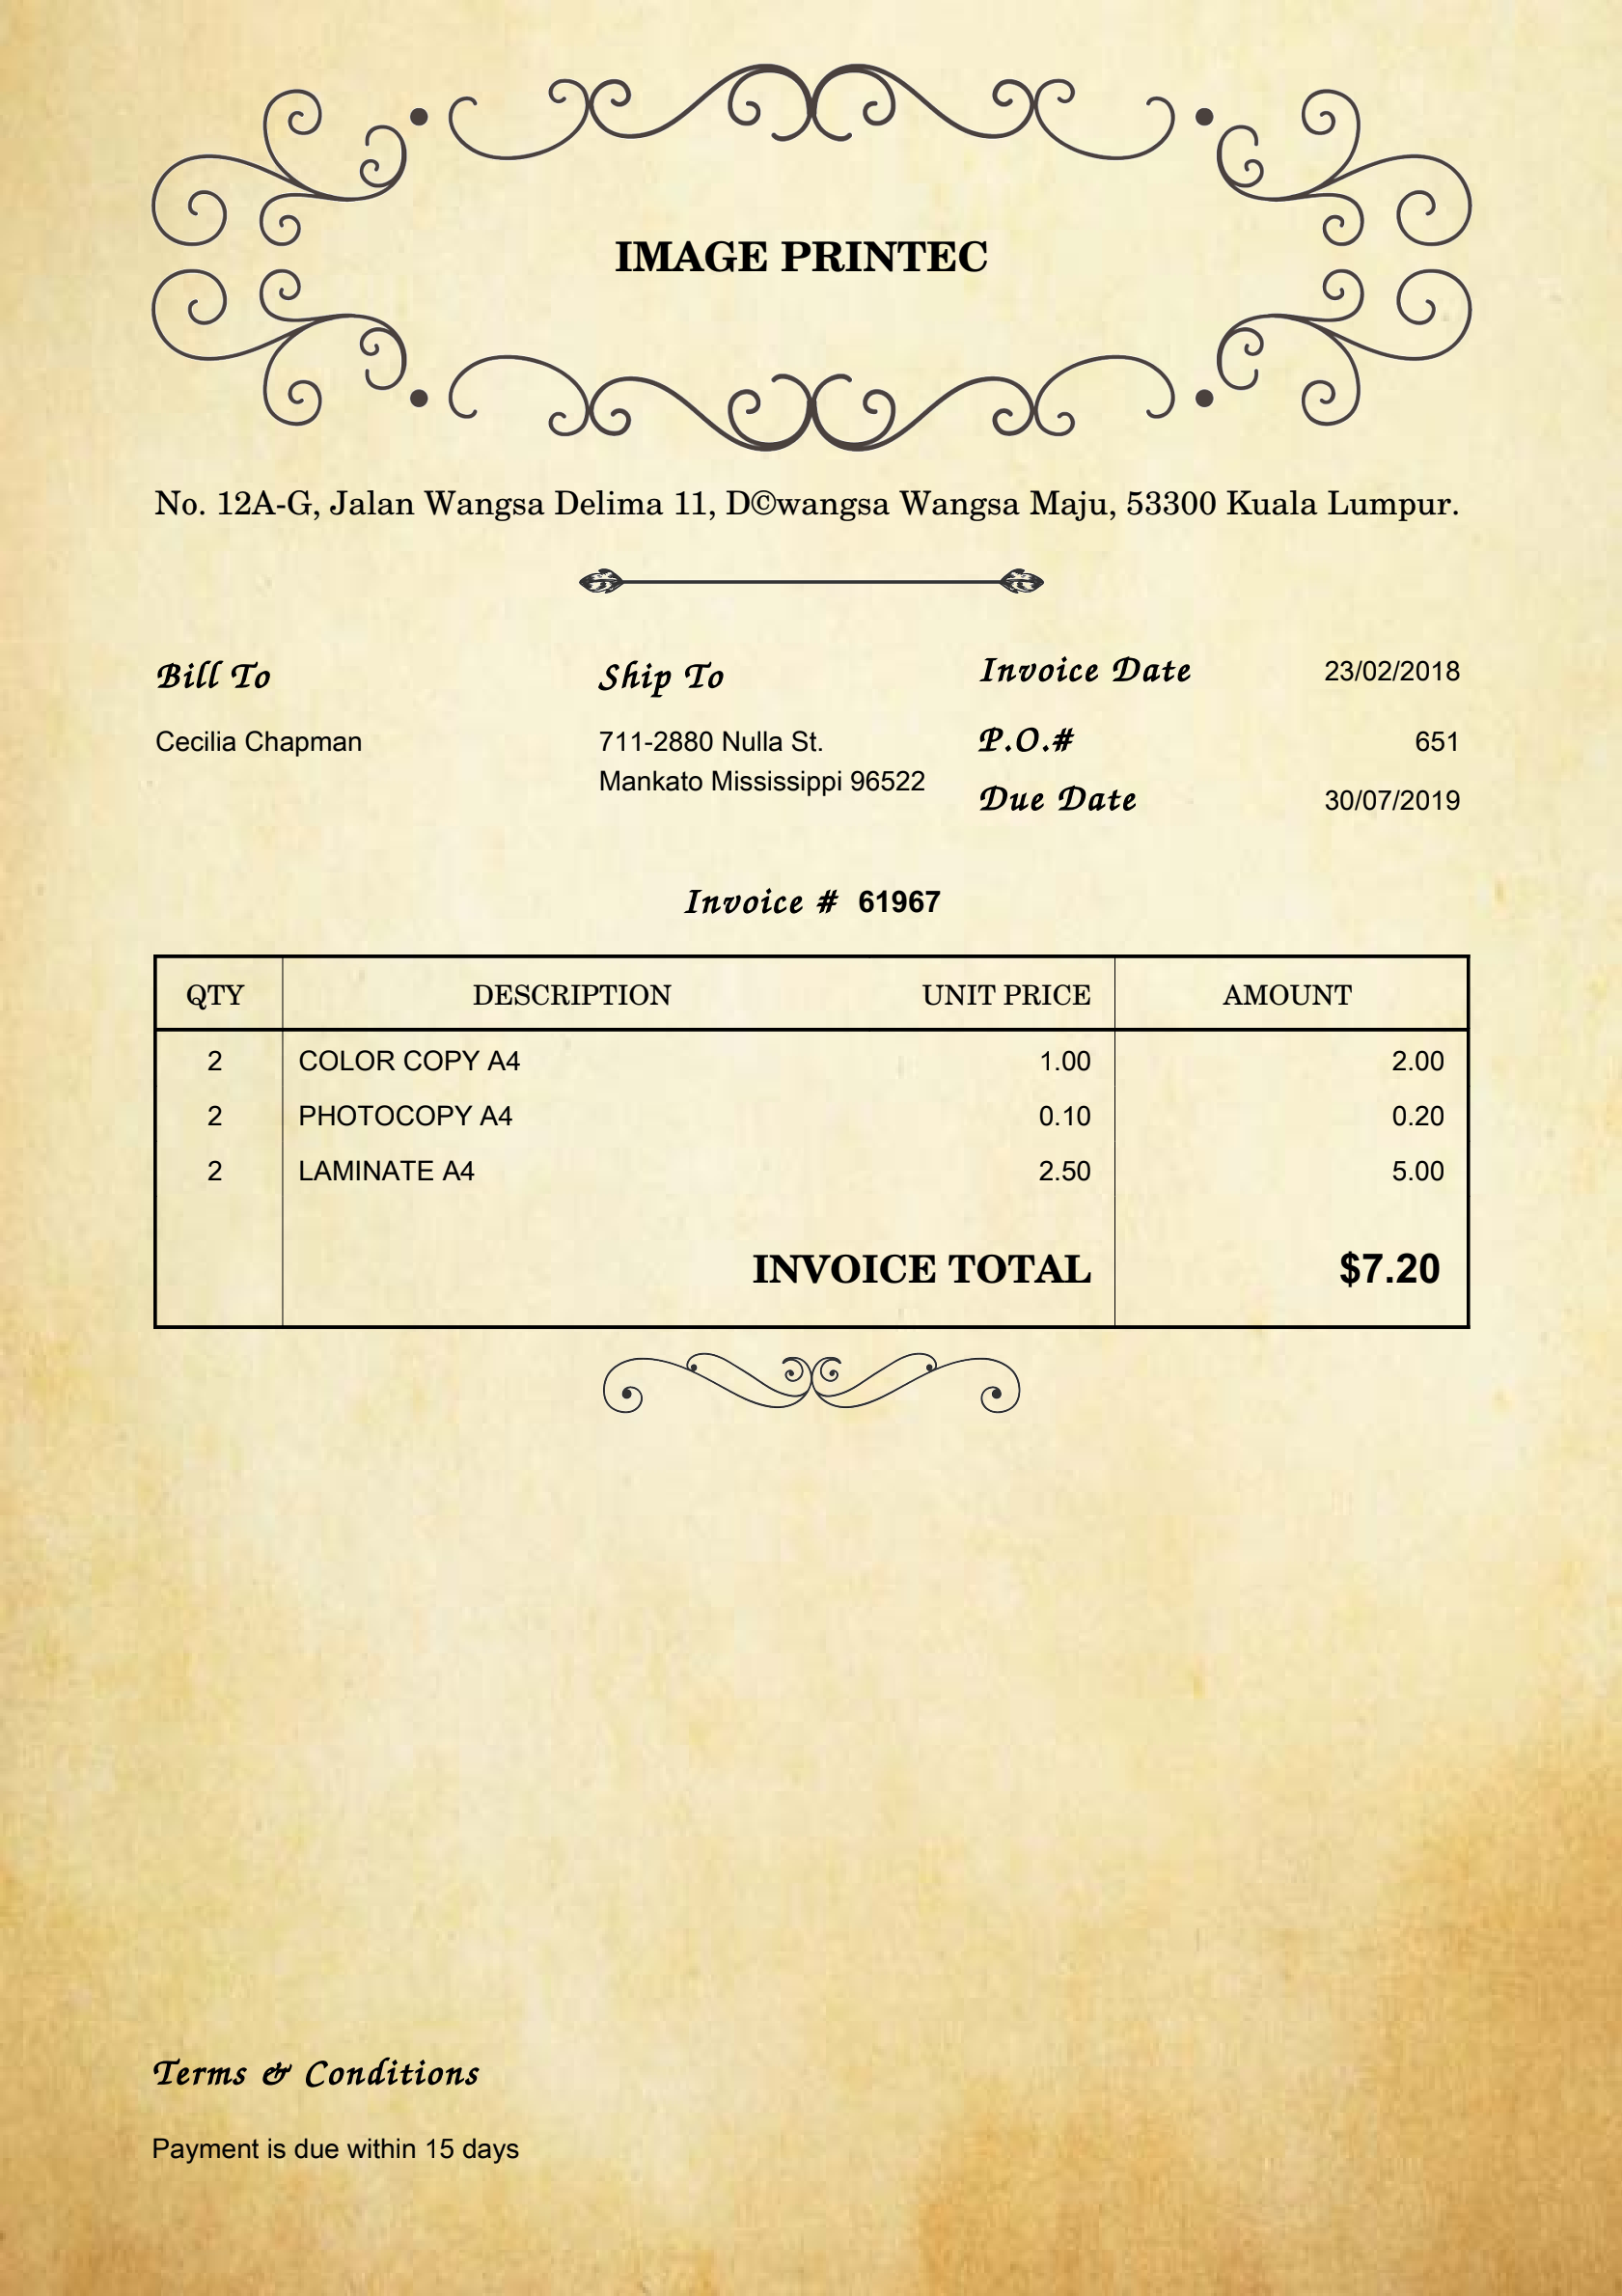 IMAGE PRINTEC
No. 12A-G, Jalan Wangsa Delima 11, D©wangsa Wangsa Maju, 53300 Kuala Lumpur.
Bill To
Cecilia Chapman
Ship To
711-2880 Nulla St.
Mankato Mississippi 96522
Invoice Date 23/02/2018
P.O.# 651
Due Date 30/07/2019
Invoice # 61967
QTY DESCRIPTION UNIT PRICE AMOUNT
2 COLOR COPY A4 1.00 2.00
2 PHOTOCOPY A4 0.10 0.20
2 LAMINATE A4 2.50 5.00
INVOICE TOTAL $7.20
Terms & Conditions
Payment is due within 15 days